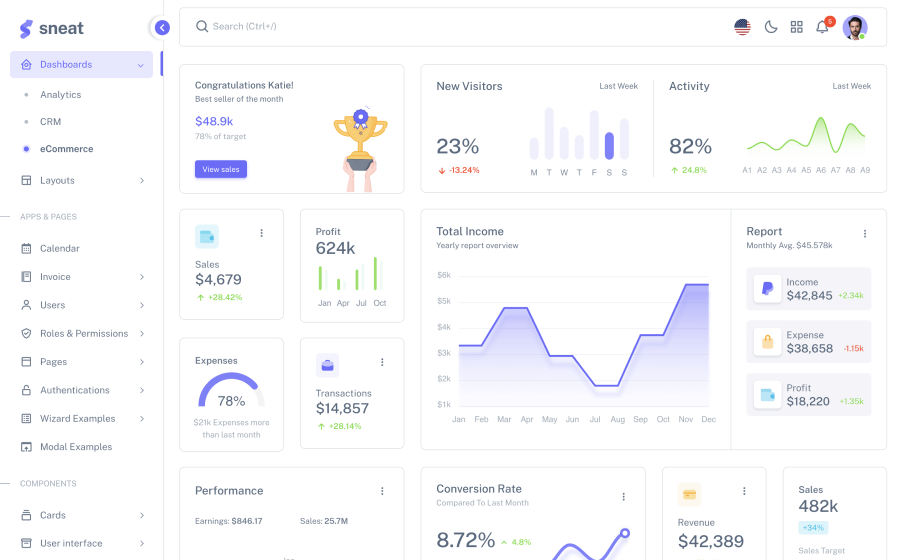 sneat
Dashboards
Analytics
CRM
eCommerce
Layouts
APPS & PAGES
Calendar
Invoice
Users
Roles & Permissions
Pages
Authentications
Wizard Examples
Modal Examples
COMPONENTS
Cards
User interface
Search (Ctrl+/)
5
Congratulations Katie!
Best seller of the month
$48.9k
78% of target
View sales
New Visitors
Last Week
23%
-13.24%
M T W T F S S
Activity
Last Week
82%
24.8%
A1 A2 A3 A4 A5 A6 A7 A8 A9
Sales
$4,679
+28.42%
Profit
624k
Jan Apr Jul Oct
Expenses
78%
$21k Expenses more
than last month
Transactions
$14,857
+28.14%
Total Income
Yearly report overview
$6k
$5k
$4k
$3k
$2k
$1k
Jan Feb Mar Apr May Jun Jul Aug Sep Oct Nov Dec
Report
Monthly Avg. $45.578k
Income
$42,845 +2.34k
Expense
$38,658 -1.15k
Profit
$18,220 +1.35k
Performance
Earnings: $846.17 Sales: 25.7M
Conversion Rate
Compared To Last Month
8.72% 4.8%
Revenue
$42,389
Sales
482k
+34%
Sales Target